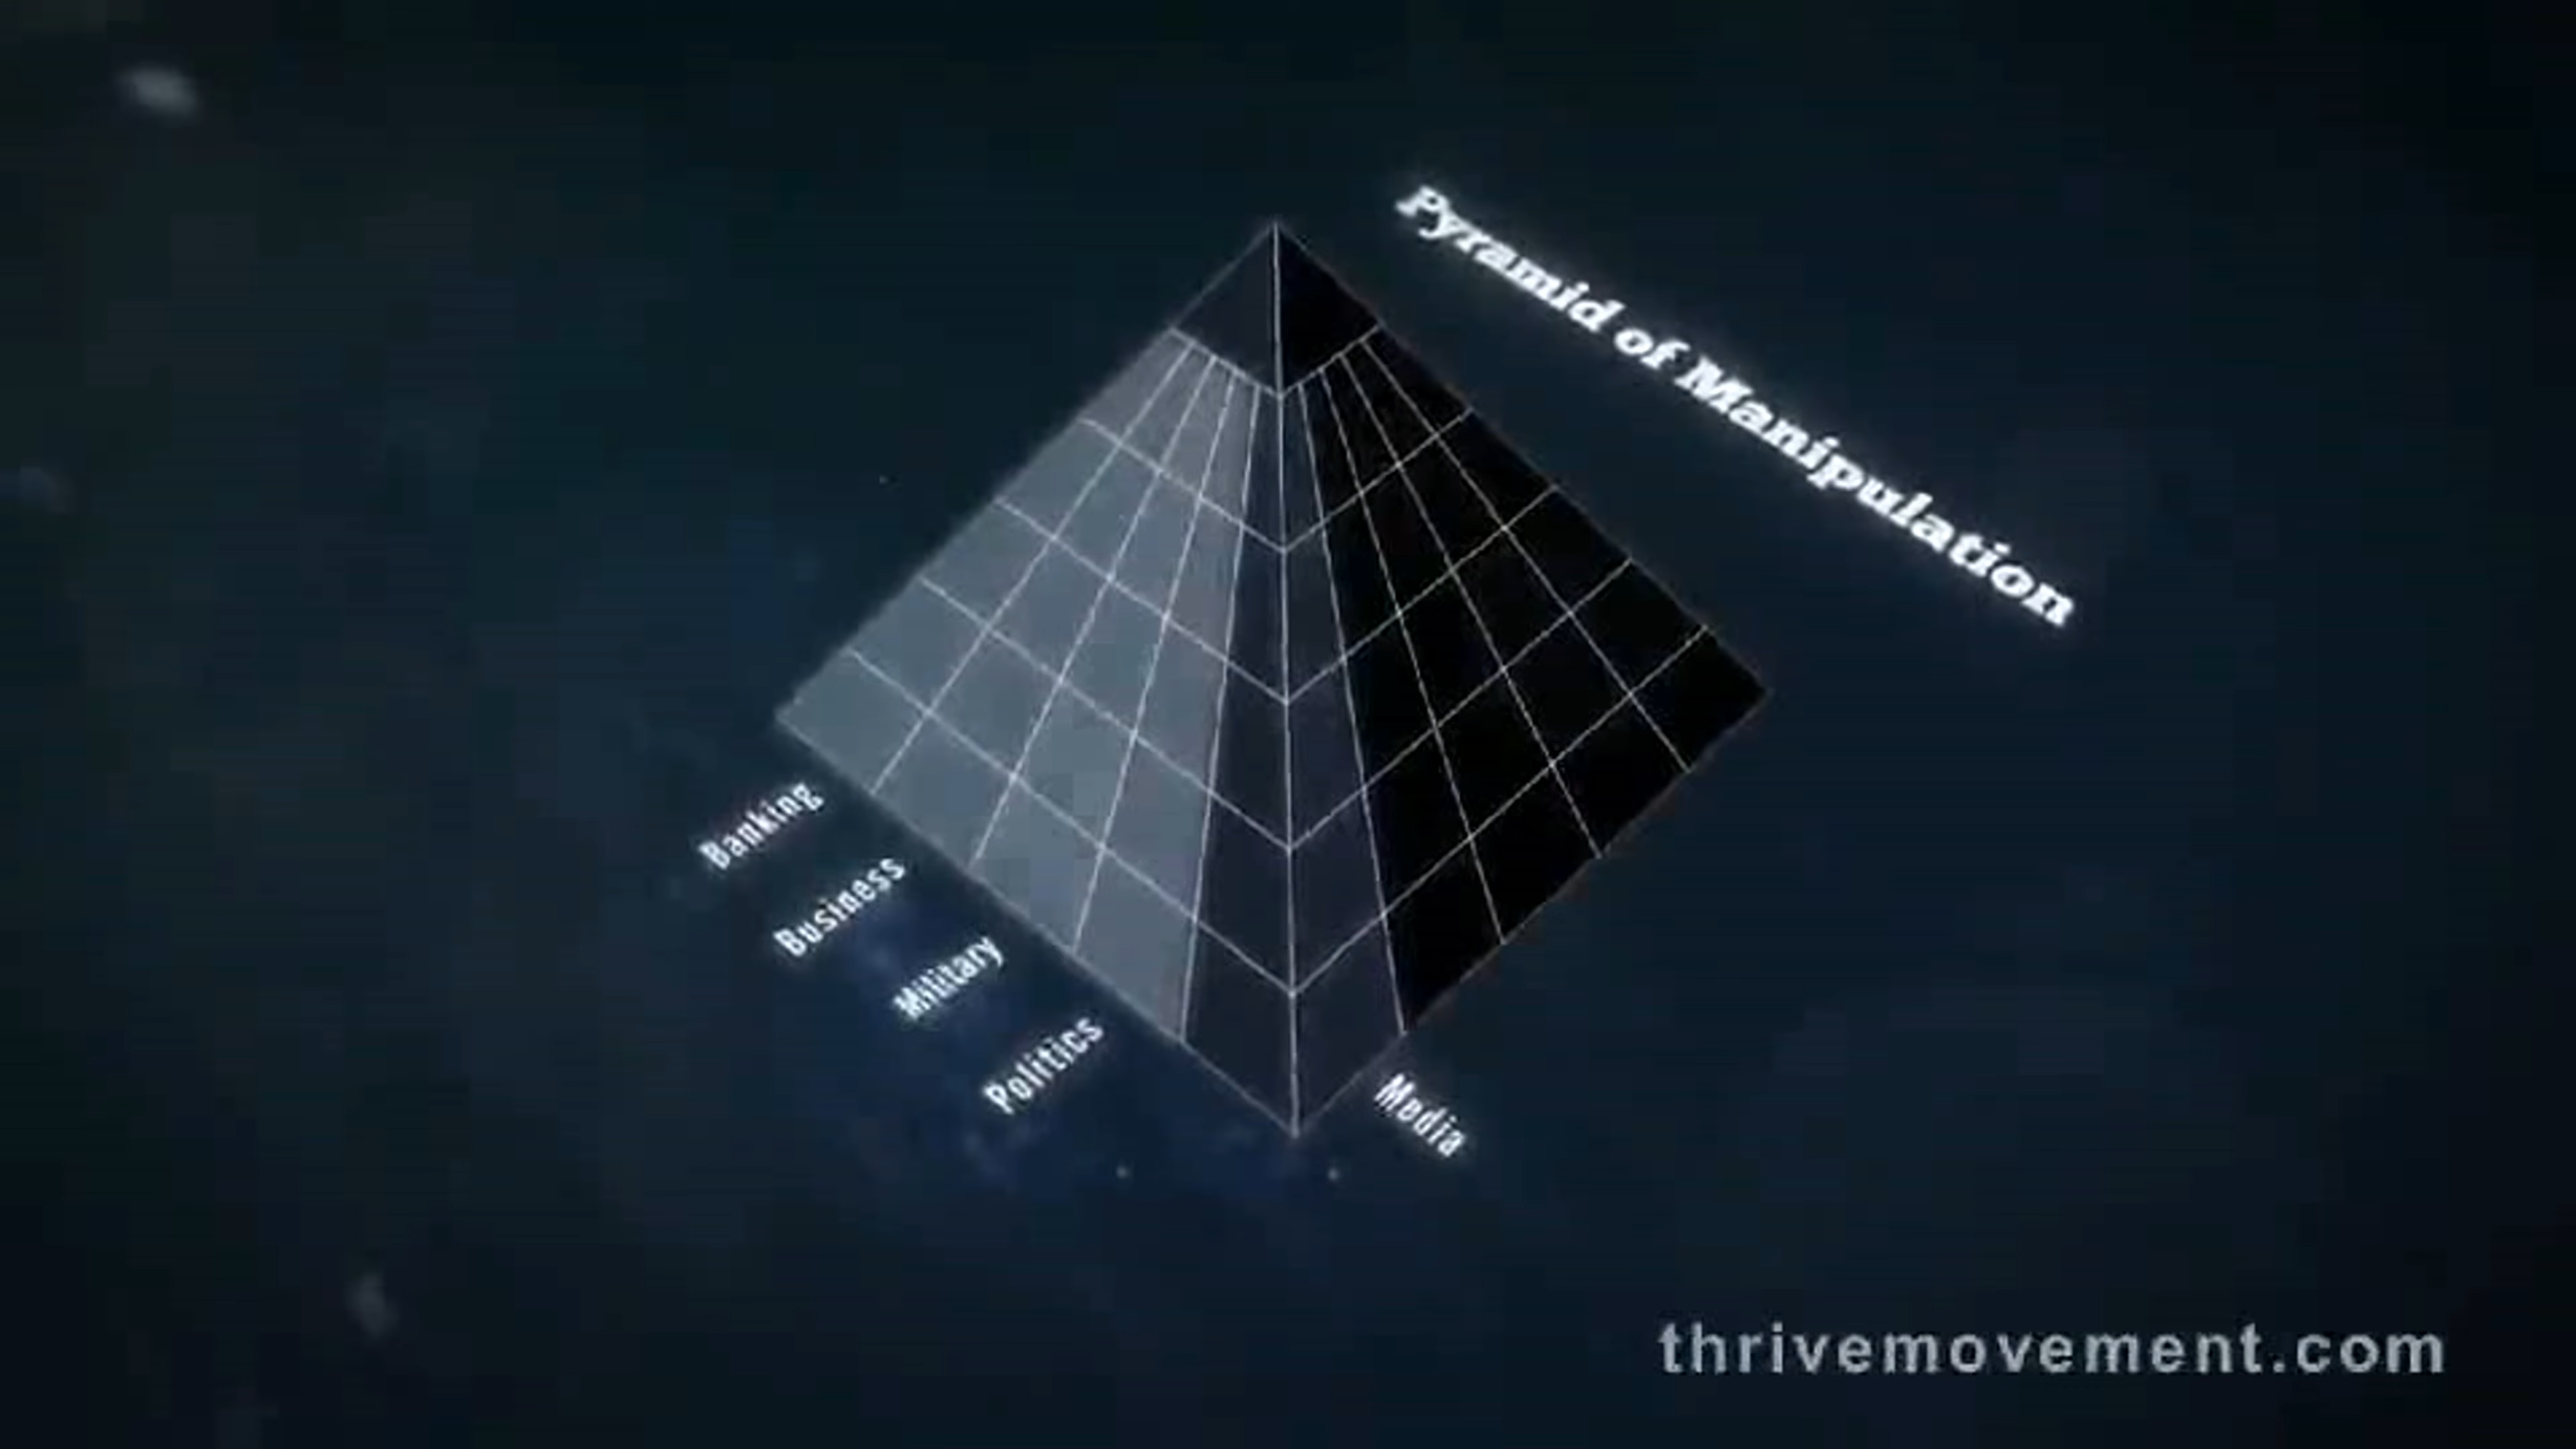 Pyramid of Manipulation
Banking
Business
Military
Politics
Media
thrivemovement.com